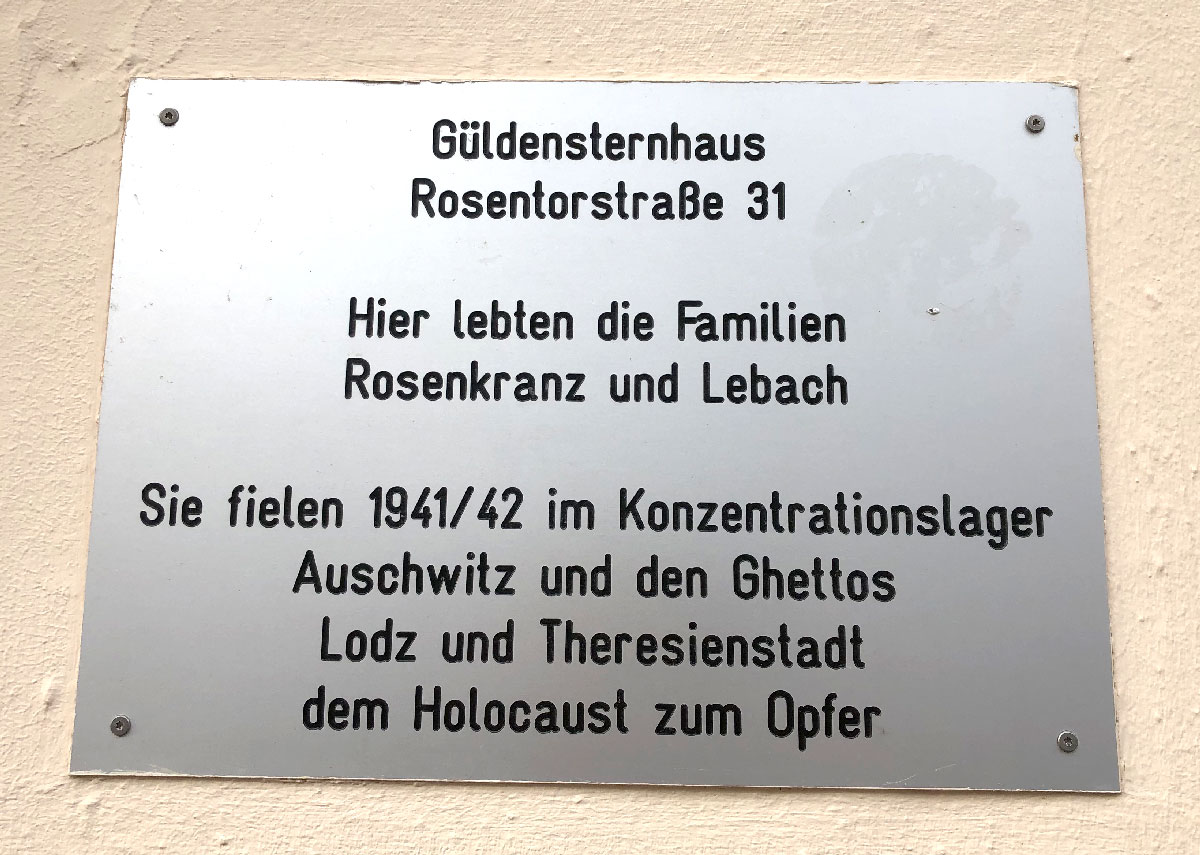 Güldensternhaus
Rosentorstraße 31
Hier lebten die Familien
Rosenkranz und Lebach
Sie fielen 1941/42 im Konzentrationslager
Auschwitz und den Ghettos
Lodz und Theresienstadt
dem Holocaust zum Opfer